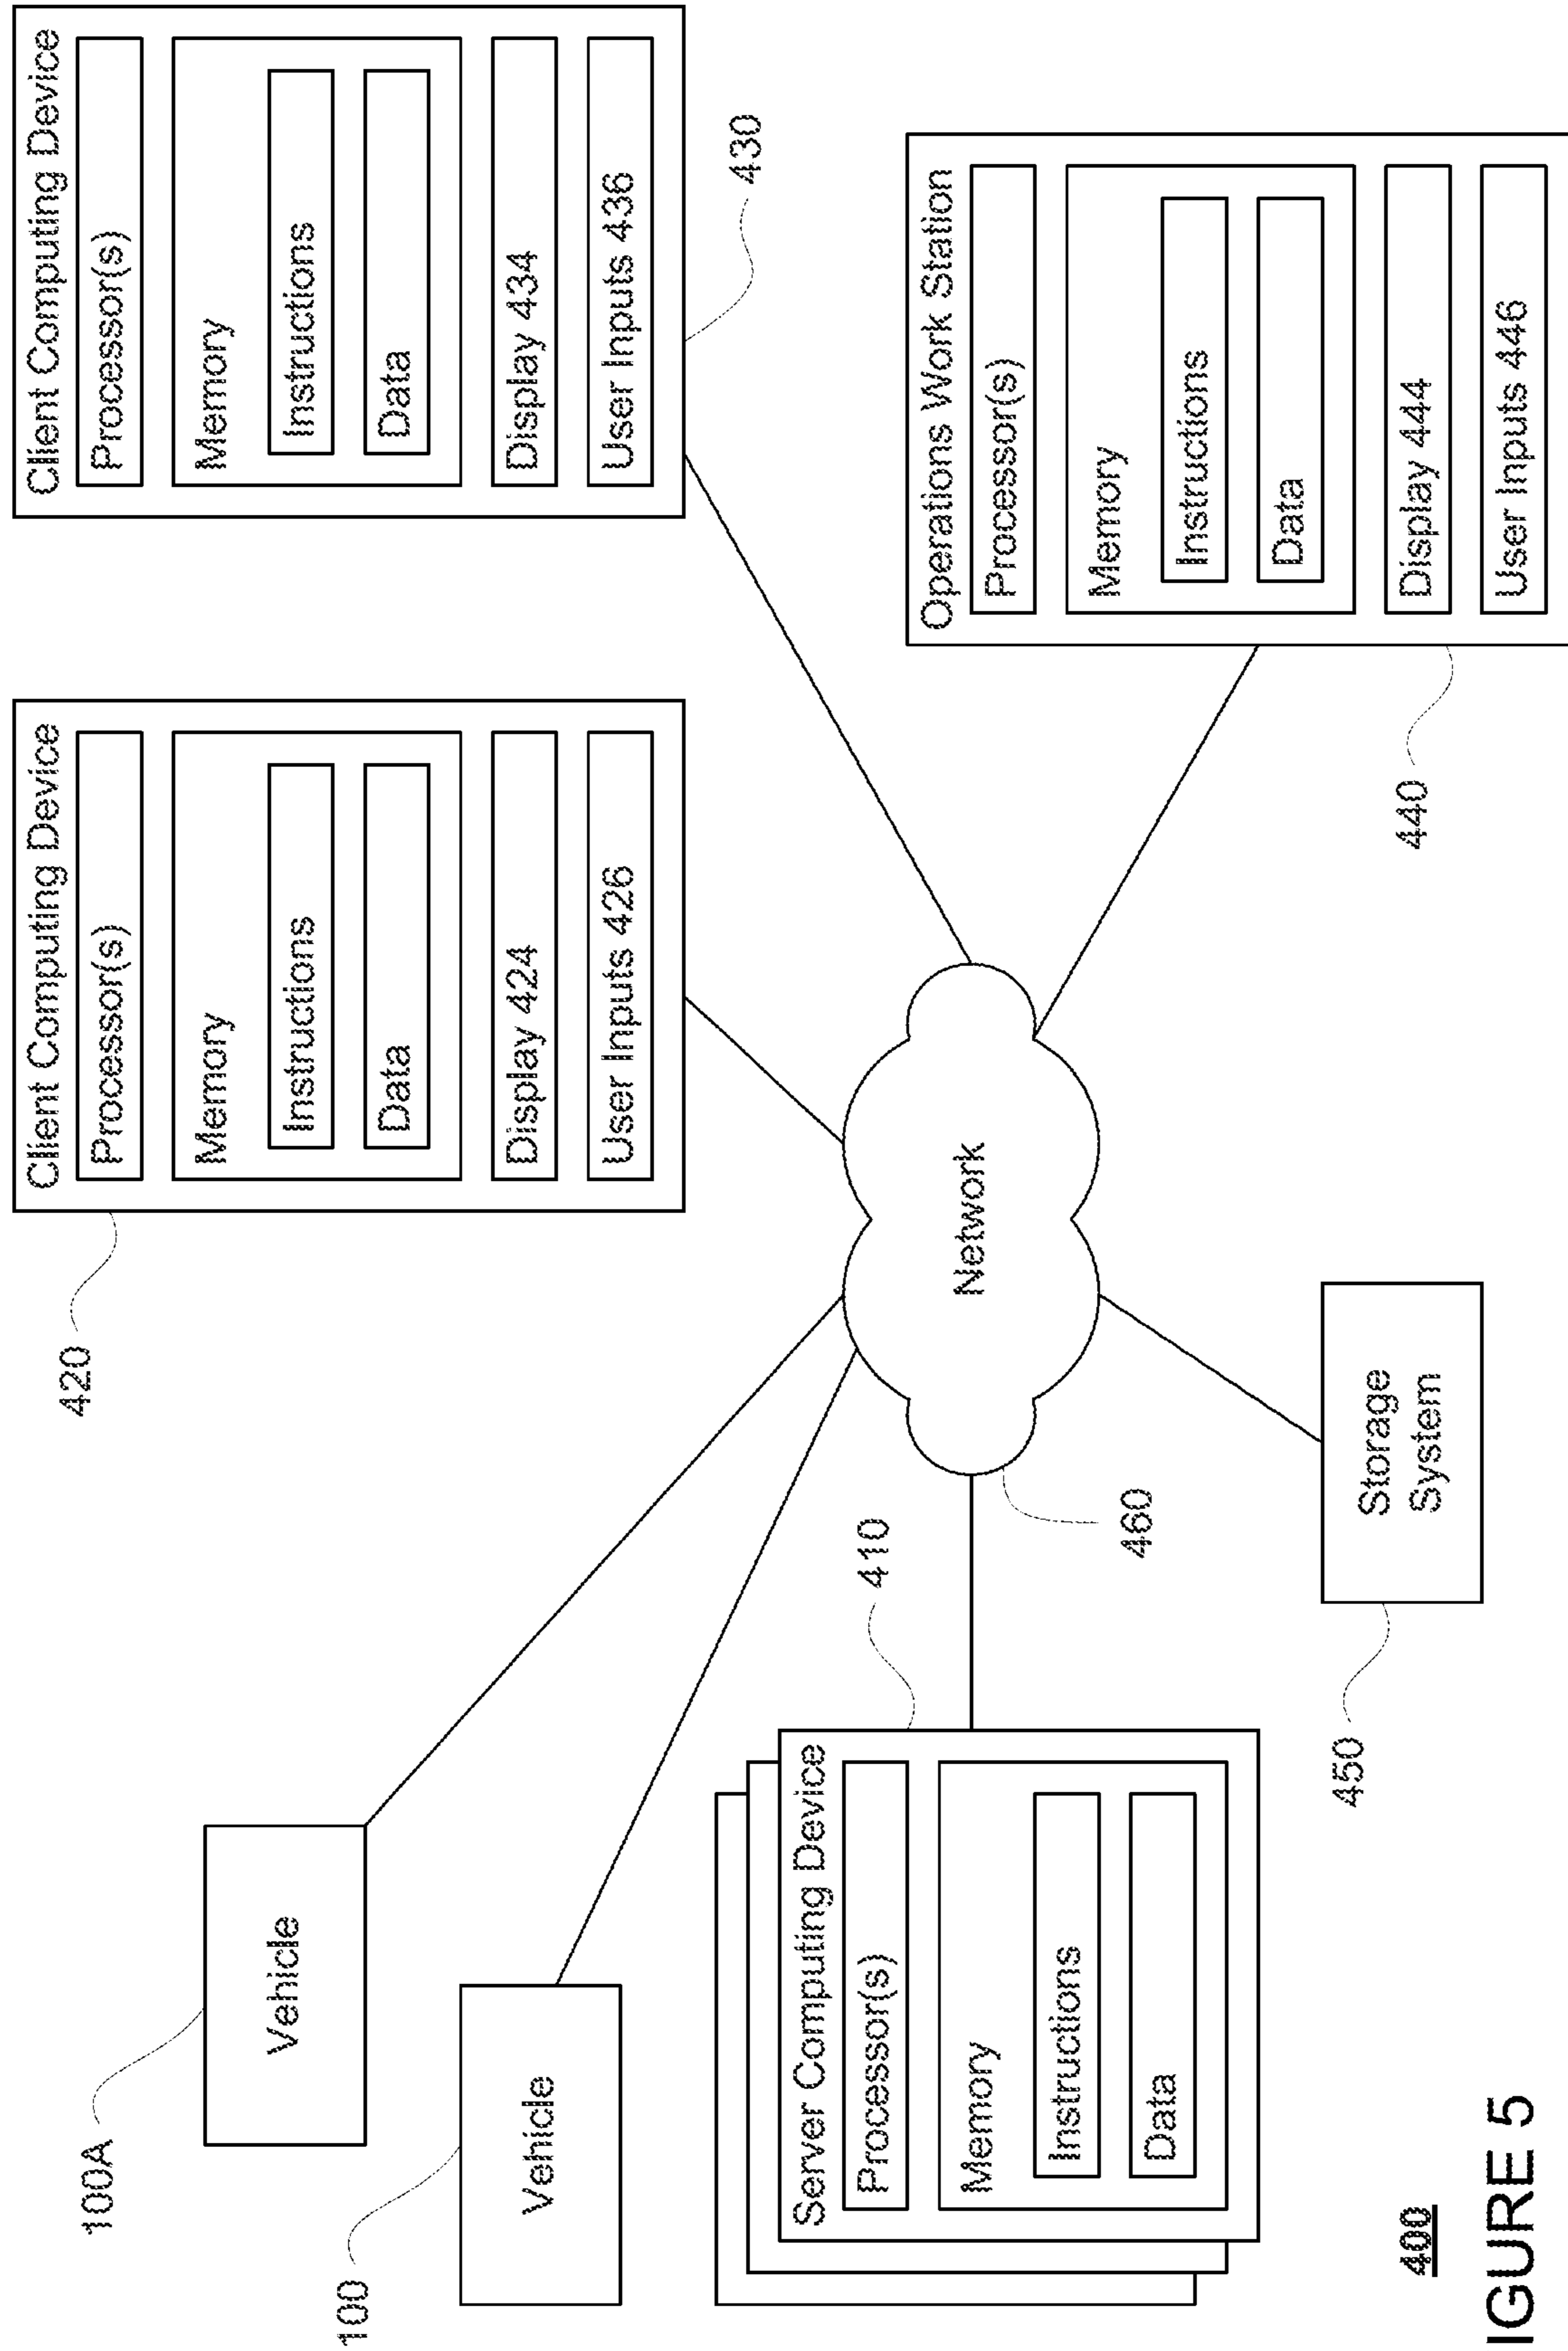 Client Computing Device
Processor(s)
Memory
Instructions
Data
Display 424
User Inputs 426
420
Client Computing Device
Processor(s)
Memory
Instructions
Data
Display 434
User Inputs 436
430
100A
Vehicle
100
Vehicle
Server Computing Device
Processor(s)
Memory
Instructions
Data
410
Network
460
Operations Work Station
Processor(s)
Memory
Instructions
Data
Display 444
User Inputs 446
440
Storage
System
450
400
IGURE 5